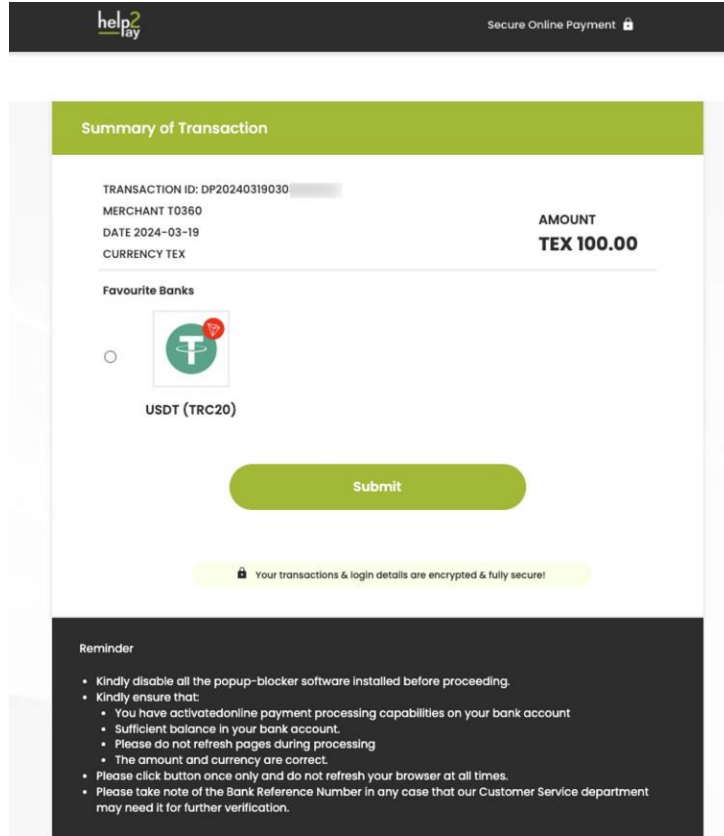 help2
Pay
Secure Online Payment
Summary of Transaction
TRANSACTION ID: DP20240319030
MERCHANT T0360
DATE 2024-03-19
CURRENCY TEX
AMOUNT
TEX 100.00
Favourite Banks
USDT (TRC20)
Submit
Your transactions & login details are encrypted & fully secure!
Reminder
• Kindly disable all the popup-blocker software installed before proceeding.
• Kindly ensure that:
• You have activatedonline payment processing capabilities on your bank account
• Sufficient balance in your bank account.
• Please do not refresh pages during processing
• The amount and currency are correct.
• Please click button once only and do not refresh your browser at all times.
• Please take note of the Bank Reference Number in any case that our Customer Service department
may need it for further verification.